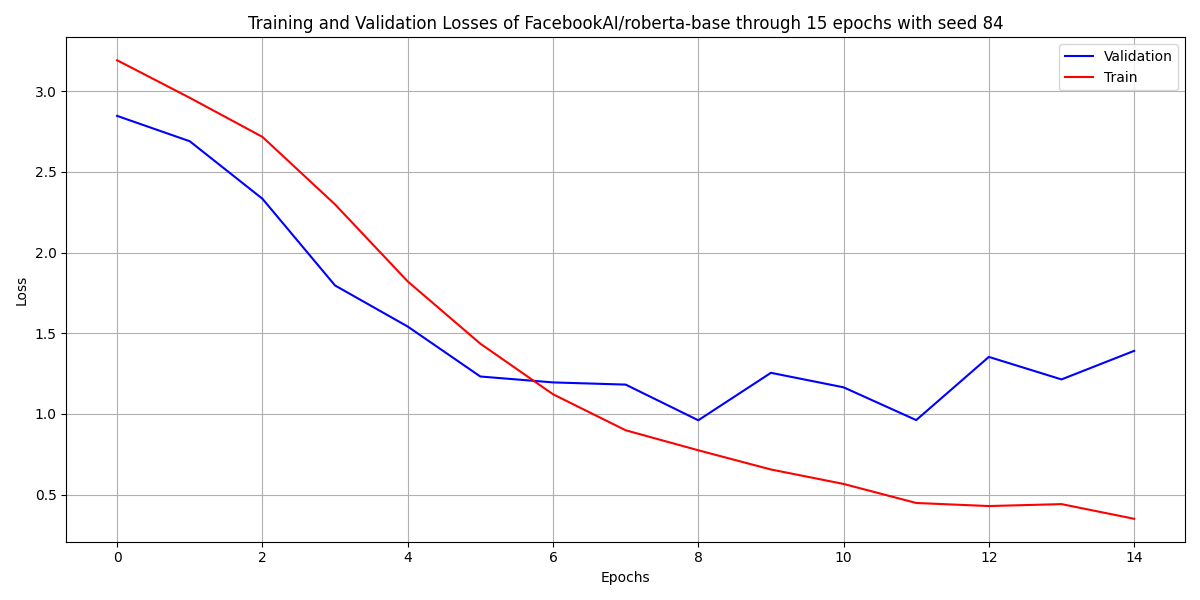 Training and Validation Losses of FacebookAI/roberta-base through 15 epochs with seed 84
Validation
Train
3.0
2.5
2.0
1.5
1.0
0.5
Loss
0 2 4 6 8 10 12 14
Epochs